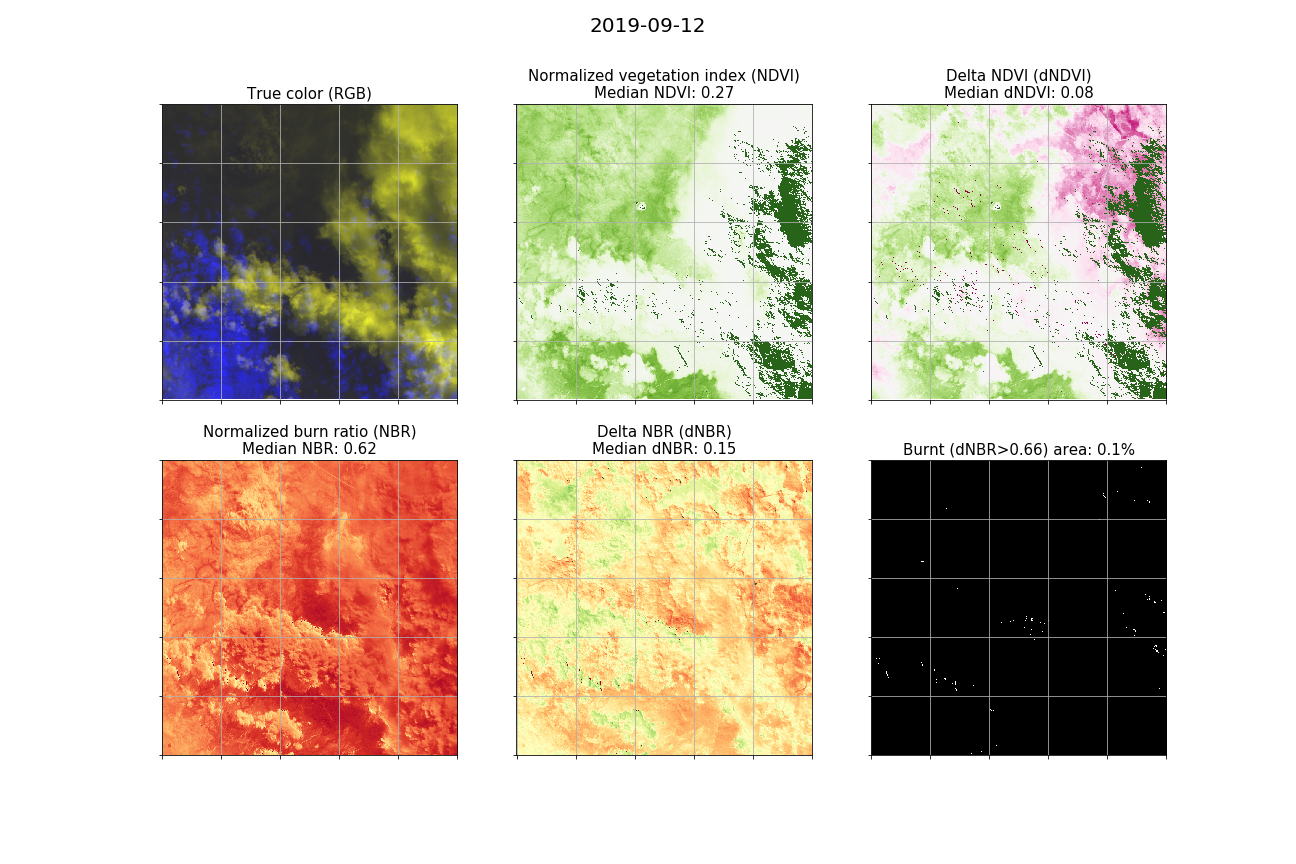 2019-09-12
True color (RGB)
Normalized vegetation index (NDVI)
Median NDVI: 0.27
Delta NDVI (dNDVI)
Median dNDVI: 0.08
Normalized burn ratio (NBR)
Median NBR: 0.62
Delta NBR (dNBR)
Median dNBR: 0.15
Burnt (dNBR>0.66) area: 0.1%